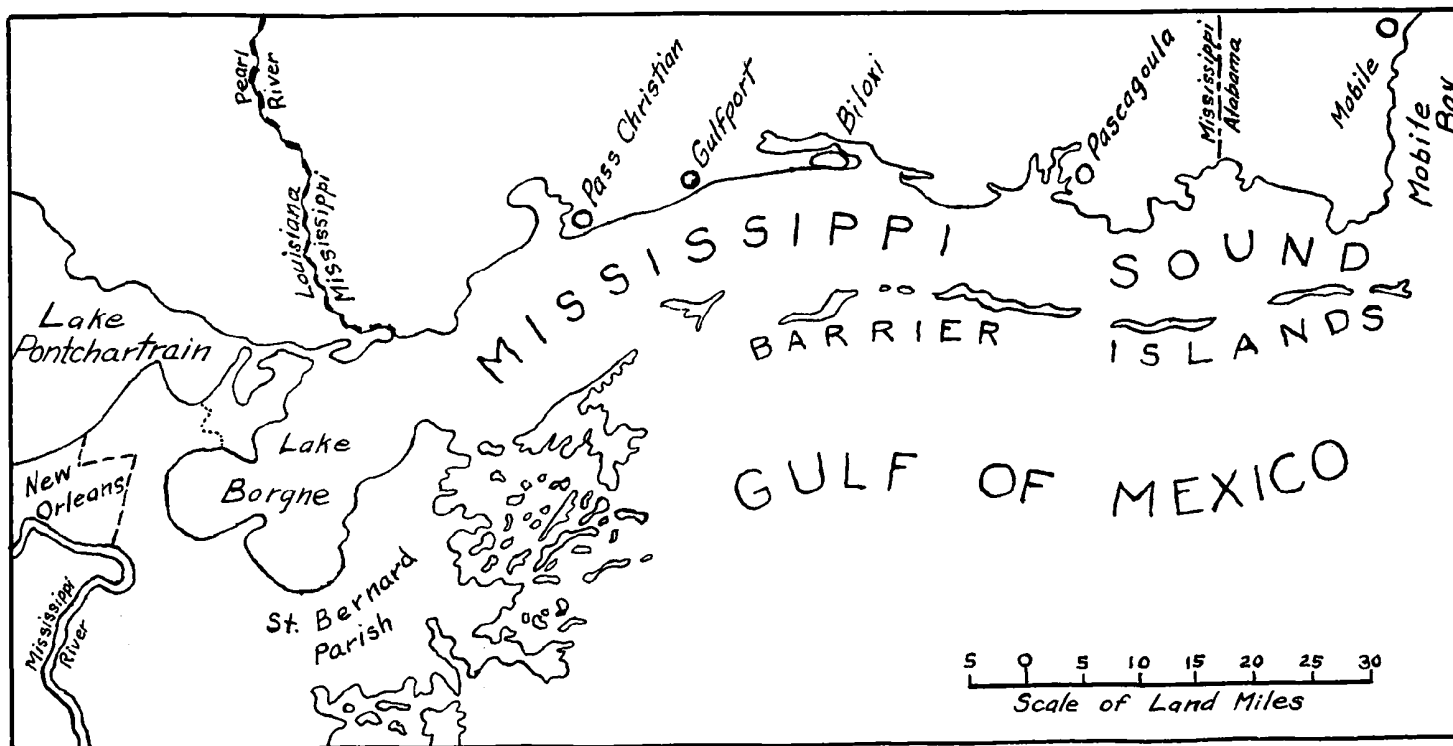 Pearl
River
Louisiana
Mississippi
Pass Christian
Gulfport
Biloxi
Pascagoula
Mississippi
Alabama
Mobile
Mobile
Bay
MISSISSIPPI SOUND
BARRIER ISLANDS
Lake
Pontchartrain
Lake
Borgne
New
Orleans
Mississippi
River
St. Bernard
Parish
GULF OF MEXICO
5 0 5 10 15 20 25 30
Scale of Land Miles